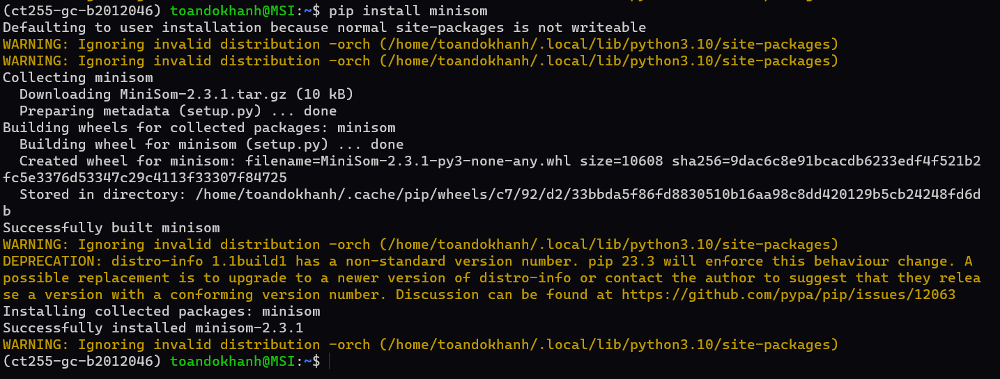 (ct255-gc-b2012046) toandokhanh@MSI:~$ pip install minisom
Defaulting to user installation because normal site-packages is not writeable
WARNING: Ignoring invalid distribution -orch (/home/toandokhanh/.local/lib/python3.10/site-packages)
WARNING: Ignoring invalid distribution -orch (/home/toandokhanh/.local/lib/python3.10/site-packages)
Collecting minisom
  Downloading MiniSom-2.3.1.tar.gz (10 kB)
  Preparing metadata (setup.py) ... done
Building wheels for collected packages: minisom
  Building wheel for minisom (setup.py) ... done
  Created wheel for minisom: filename=MiniSom-2.3.1-py3-none-any.whl size=10608 sha256=9dac6c8e91bcacdb6233edf4f521b2
fc5e3376d53347c29c4113f33307f84725
  Stored in directory: /home/toandokhanh/.cache/pip/wheels/c7/92/d2/33bbda5f86fd8830510b16aa98c8dd420129b5cb24248fd6d
b
Successfully built minisom
WARNING: Ignoring invalid distribution -orch (/home/toandokhanh/.local/lib/python3.10/site-packages)
DEPRECATION: distro-info 1.1build1 has a non-standard version number. pip 23.3 will enforce this behaviour change. A
possible replacement is to upgrade to a newer version of distro-info or contact the author to suggest that they relea
se a version with a conforming version number. Discussion can be found at https://github.com/pypa/pip/issues/12063
Installing collected packages: minisom
Successfully installed minisom-2.3.1
WARNING: Ignoring invalid distribution -orch (/home/toandokhanh/.local/lib/python3.10/site-packages)
(ct255-gc-b2012046) toandokhanh@MSI:~$